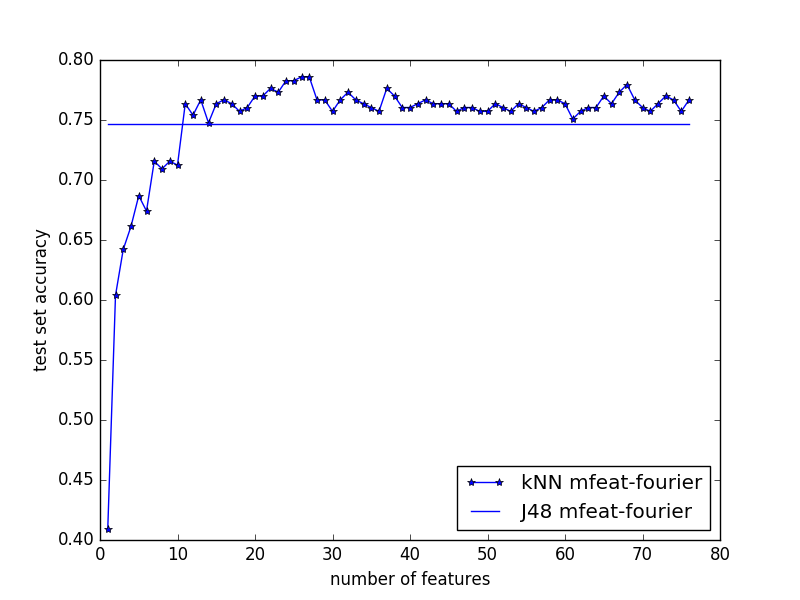 0.80
0.75
0.70
0.65
0.60
0.55
0.50
0.45
0.40
test set accuracy
kNN mfeat-fourier
J48 mfeat-fourier
0 10 20 30 40 50 60 70 80
number of features